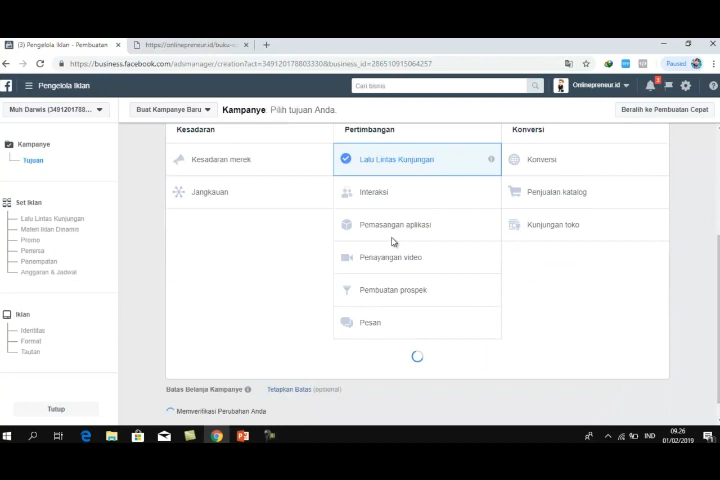 (3) Pengelola Iklan - Pembuatan
https://onlinepreneur.id/buku-
https://business.facebook.com/adsmanager/creation?act=349120178803330&business_id=286510915064257
Paused
Pengelola Iklan
Cari bisnis
Onlinepreneur.id
Muh Darwis (3491201788...
Buat Kampanye Baru
Kampanye: Pilih tujuan Anda.
Beralih ke Pembuatan Cepat
Kampanye
Tujuan
Set Iklan
Lalu Lintas Kunjungan
Materi Iklan Dinamis
Promo
Pemirsa
Penempatan
Anggaran & Jadwal
Iklan
Identitas
Format
Tautan
Tutup
Kesadaran
Pertimbangan
Konversi
Kesadaran merek
Lalu Lintas Kunjungan
Konversi
Jangkauan
Interaksi
Penjualan katalog
Pemasangan aplikasi
Kunjungan toko
Penayangan video
Pembuatan prospek
Pesan
Batas Belanja Kampanye
Tetapkan Batas (opsional)
Memverifikasi Perubahan Anda
IND
09.26
01/02/2019